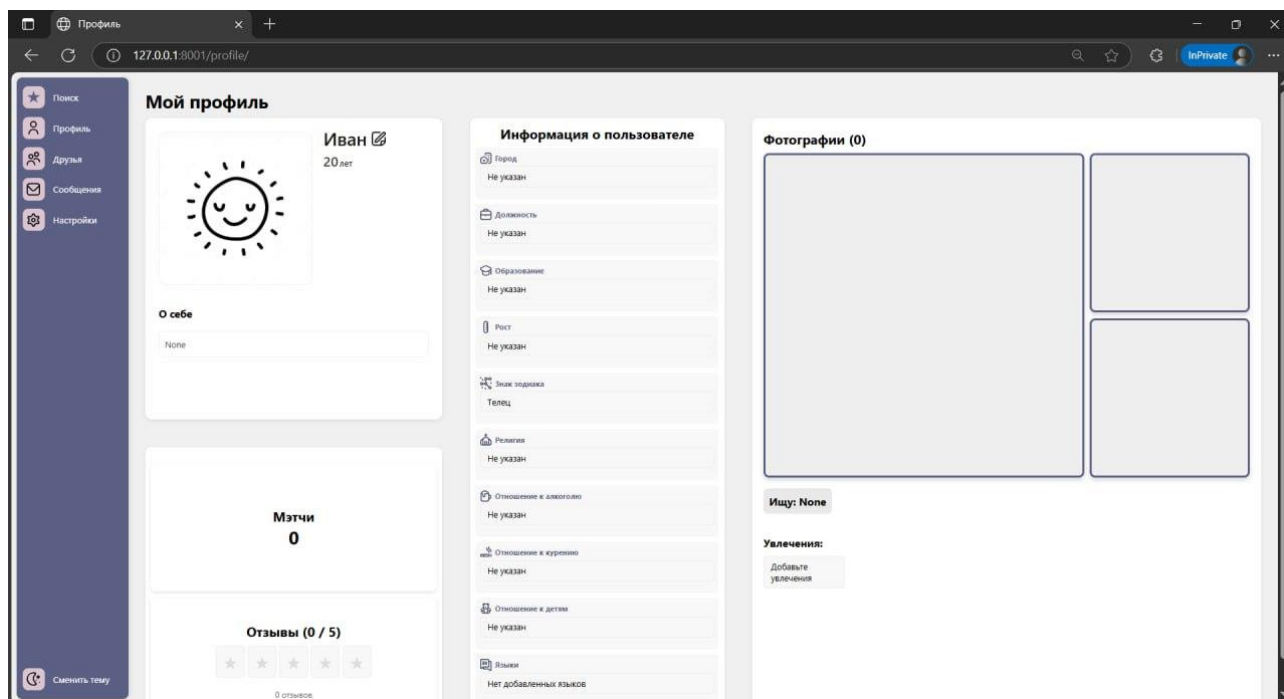 Профиль
127.0.0.1:8001/profile/
InPrivate
Поиск
Профиль
Друзья
Сообщения
Настройки
Сменить тему
Мой профиль
Иван
20 лет
О себе
None
Мэтчи
0
Отзывы (0 / 5)
0 отзывов
Информация о пользователе
Город
Не указан
Должность
Не указан
Образование
Не указан
Рост
Не указан
Знак зодиака
Телец
Религия
Не указан
Отношение к алкоголю
Не указан
Отношение к курению
Не указан
Отношение к детям
Не указан
Языки
Нет добавленных языков
Фотографии (0)
Ищу: None
Увлечения:
Добавьте
увлечения